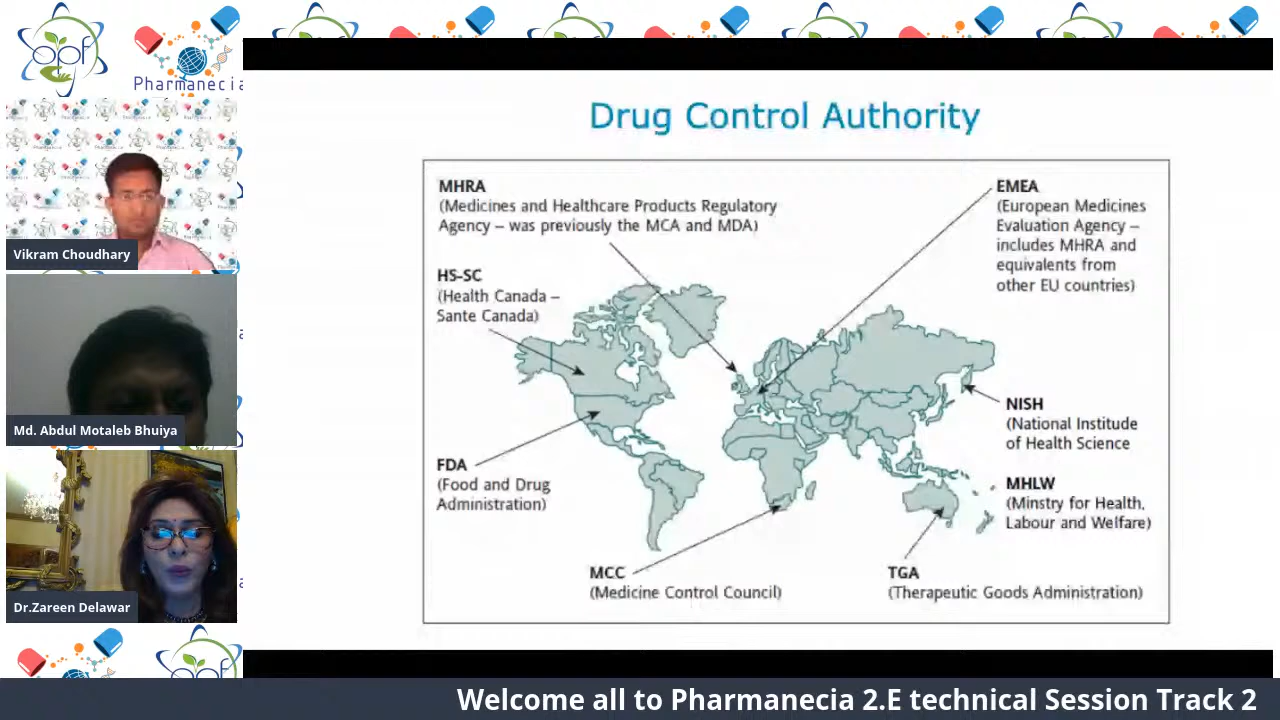 opf
Pharmanecia
Vikram Choudhary
Md. Abdul Motaleb Bhuiya
Dr.Zareen Delawar
Drug Control Authority
MHRA
(Medicines and Healthcare Products Regulatory
Agency – was previously the MCA and MDA)
HS-SC
(Health Canada –
Sante Canada)
FDA
(Food and Drug
Administration)
MCC
(Medicine Control Council)
EMEA
(European Medicines
Evaluation Agency –
includes MHRA and
equivalents from
other EU countries)
NISH
(National Institute
of Health Science
MHLW
(Minstry for Health,
Labour and Welfare)
TGA
(Therapeutic Goods Administration)
Welcome all to Pharmanecia 2.E technical Session Track 2